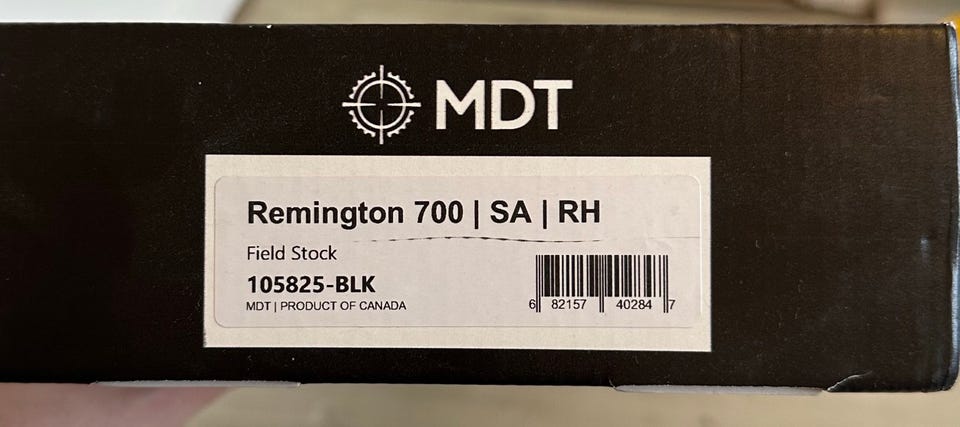 MDT
Remington 700 | SA | RH
Field Stock
105825-BLK
MDT | PRODUCT OF CANADA
6 82157 40284 7